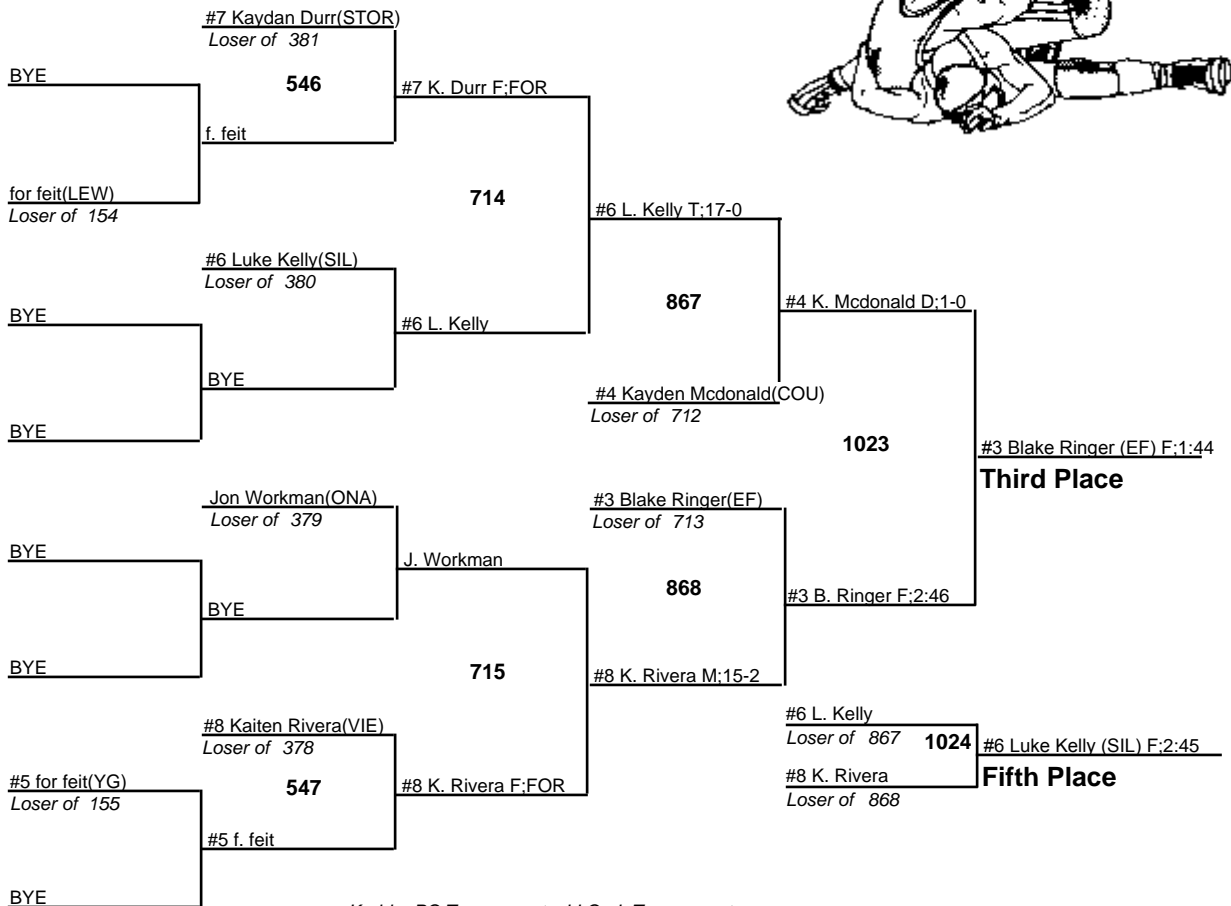 #7 Kaydan Durr(STOR)
Loser of 381
BYE
546
#7 K. Durr F;FOR
f. feit
for feit(LEW)
Loser of 154
714
#6 L. Kelly T;17-0
#6 Luke Kelly(SIL)
Loser of 380
867
#4 K. Mcdonald D;1-0
BYE
#6 L. Kelly
BYE
#4 Kayden Mcdonald(COU)
Loser of 712
BYE
1023
#3 Blake Ringer (EF) F;1:44
Third Place
Jon Workman(ONA)
Loser of 379
#3 Blake Ringer(EF)
Loser of 713
BYE
J. Workman
868
#3 B. Ringer F;2:46
BYE
BYE
715
#8 K. Rivera M;15-2
#8 Kaiten Rivera(VIE)
Loser of 378
#6 L. Kelly
Loser of 867
1024
#6 Luke Kelly (SIL) F;2:45
Fifth Place
#5 for feit(YG)
Loser of 155
547
#8 K. Rivera F;FOR
#8 K. Rivera
Loser of 868
#5 f. feit
BYE